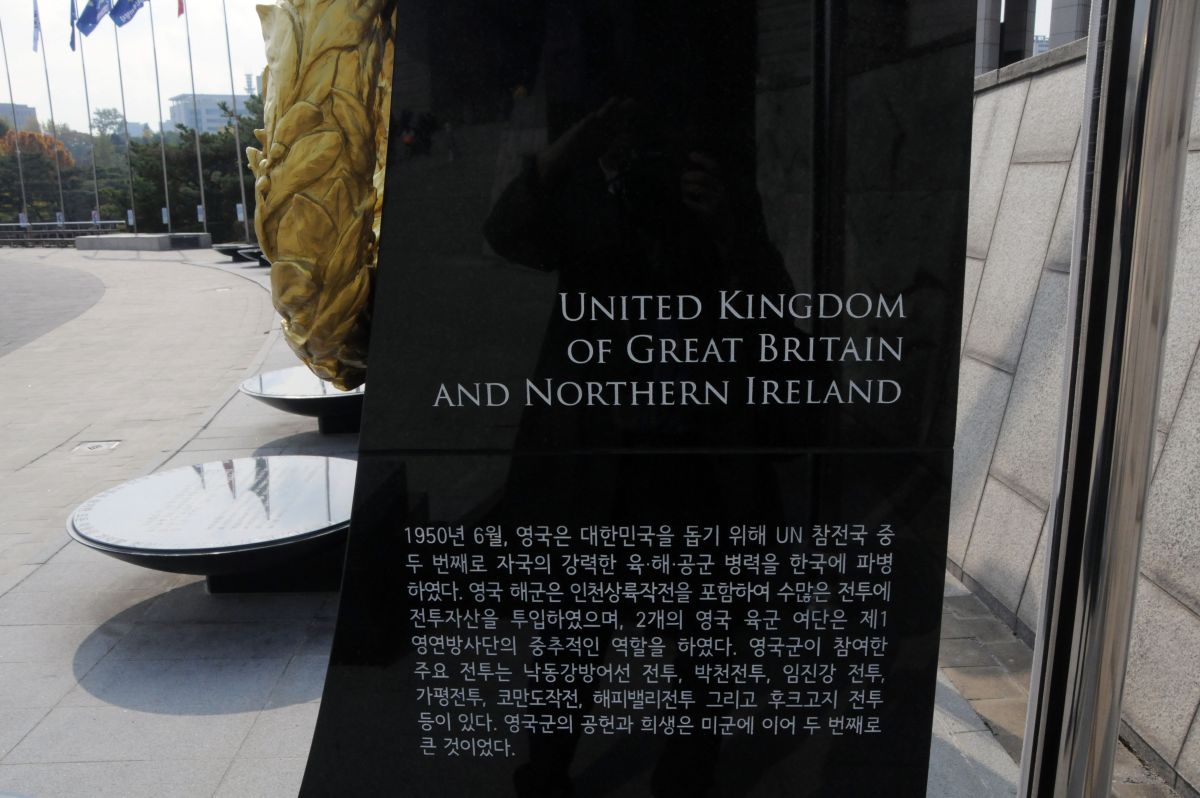 UNITED KINGDOM
OF GREAT BRITAIN
AND NORTHERN IRELAND
1950년 6월, 영국은 대한민국을 돕기 위해 UN 참전국 중
두 번째로 자국의 강력한 육·해·공군 병력을 한국에 파병
하였다. 영국 해군은 인천상륙작전을 포함하여 수많은 전투에
전투자산을 투입하였으며, 2개의 영국 육군 여단은 제1
영연방사단의 중추적인 역할을 하였다. 영국군이 참여한
주요 전투는 낙동강방어선 전투, 박천전투, 임진강 전투,
가평전투, 코만도작전, 해피밸리전투 그리고 후크고지 전투
등이 있다. 영국군의 공헌과 희생은 미군에 이어 두 번째로
큰 것이었다.